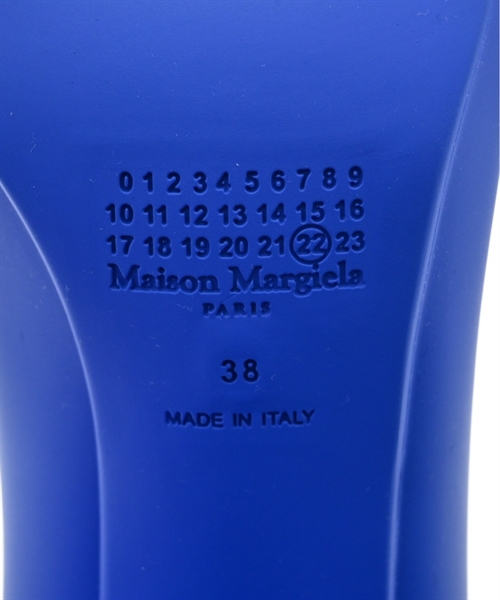 0 1 2 3 4 5 6 7 8 9
10 11 12 13 14 15 16
17 18 19 20 21 22 23
Maison Margiela
PARIS
38
MADE IN ITALY